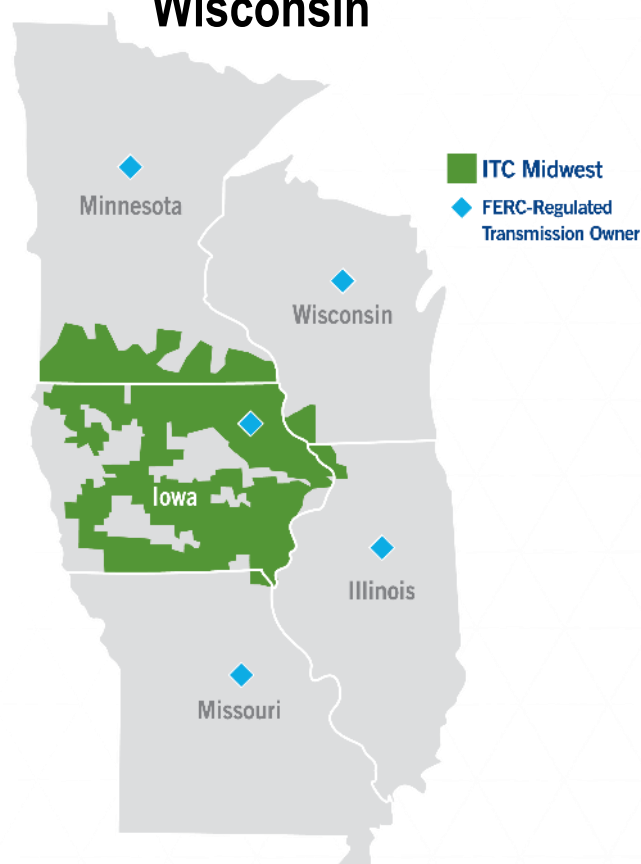 Wisconsin
ITC Midwest
FERC-Regulated
Transmission Owner
Minnesota
Wisconsin
Iowa
Illinois
Missouri